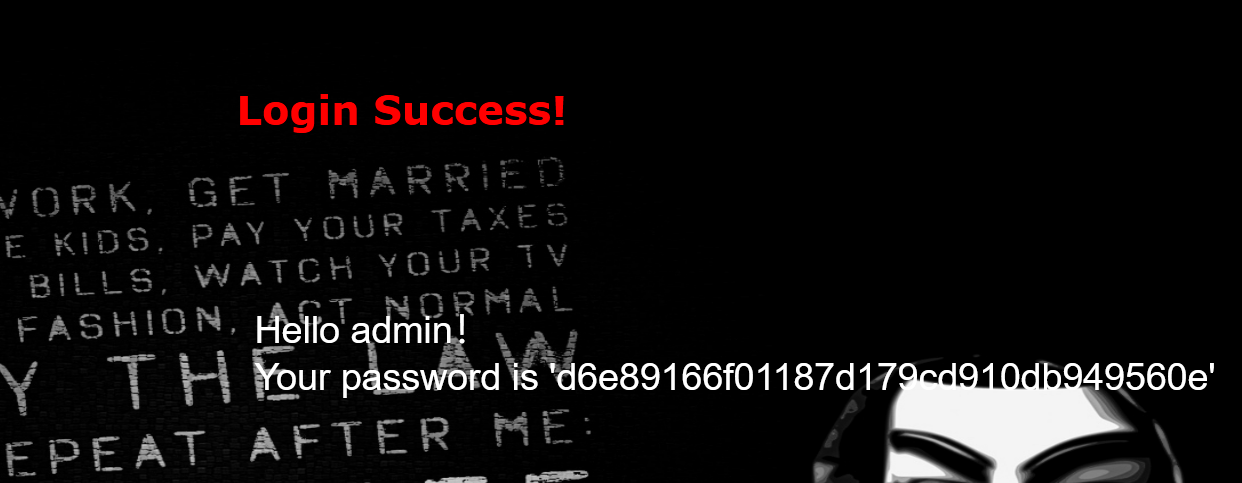 Login Success!
WORK, GET MARRIED
E KIDS, PAY YOUR TAXES
BILLS, WATCH YOUR TV
FASHION, ACT NORMAL
Hello admin！
Y THE LAW
Your password is 'd6e89166f01187d179cd910db949560e'
EPEAT AFTER ME: